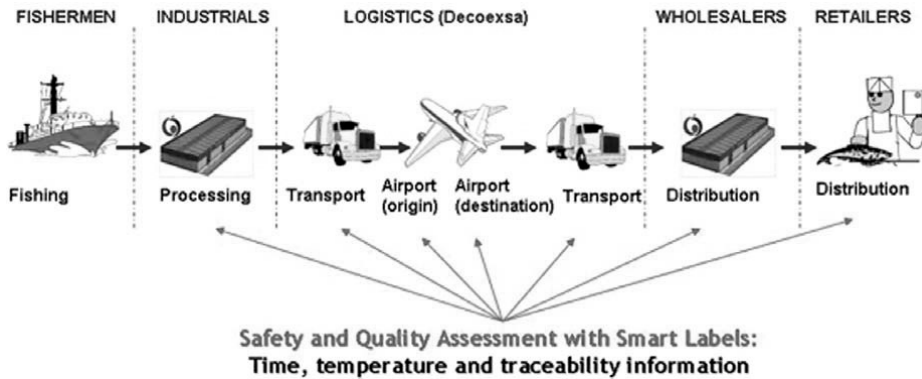 FISHERMEN
INDUSTRIALS
LOGISTICS (Decoexsa)
WHOLESALERS
RETAILERS
Fishing
Processing
Transport
Airport
(origin)
Airport
(destination)
Transport
Distribution
Distribution
Safety and Quality Assessment with Smart Labels:
Time, temperature and traceability information